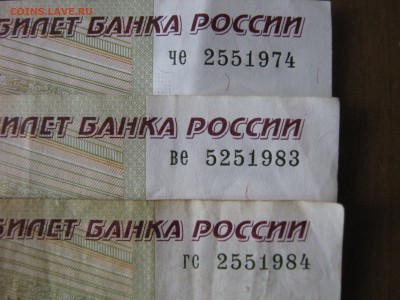 COINS.LAVE.RU
БИЛЕТ БАНКА РОССИИ
че 2551974
БИЛЕТ БАНКА РОССИИ
ве 5251983
БИЛЕТ БАНКА РОССИИ
гс 2551984